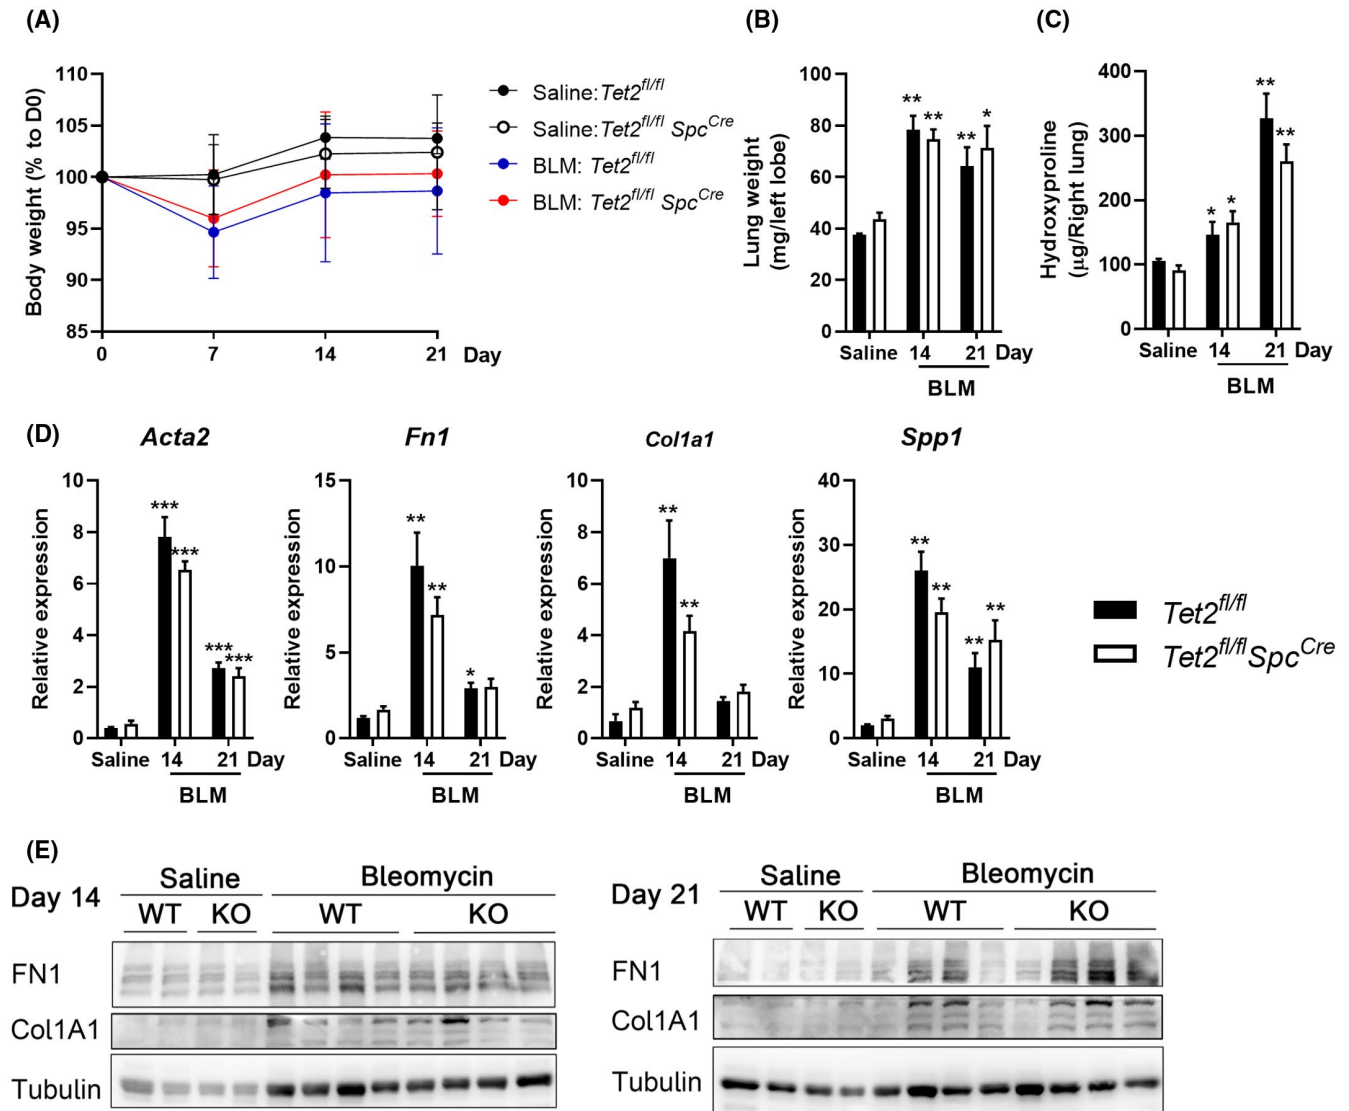 (A)
110
105
100
95
90
85
Body weight (% to D0)
0 7 14 21 Day
Saline:Tet2fl/fl
Saline:Tet2fl/fl SpcCre
BLM: Tet2fl/fl
BLM: Tet2fl/fl SpcCre
(B)
100
80
60
40
20
0
Lung weight
(mg/left lobe)
** ** ** *
Saline 14 21 Day
BLM
(C)
400
300
200
100
0
Hydroxyproline
(μg/Right lung)
* * ** **
Saline 14 21 Day
BLM
(D)
Acta2
10
8
6
4
2
0
Relative expression
*** *** *** ***
Saline 14 21 Day
BLM
Fn1
15
10
5
0
Relative expression
** ** *
Saline 14 21 Day
BLM
Col1a1
10
8
6
4
2
0
Relative expression
** **
Saline 14 21 Day
BLM
Spp1
40
30
20
10
0
Relative expression
** ** ** **
Saline 14 21 Day
BLM
Tet2fl/fl
Tet2fl/flSpcCre
(E)
Day 14
Saline Bleomycin
WT KO WT KO
FN1
Col1A1
Tubulin
Day 21
Saline Bleomycin
WT KO WT KO
FN1
Col1A1
Tubulin